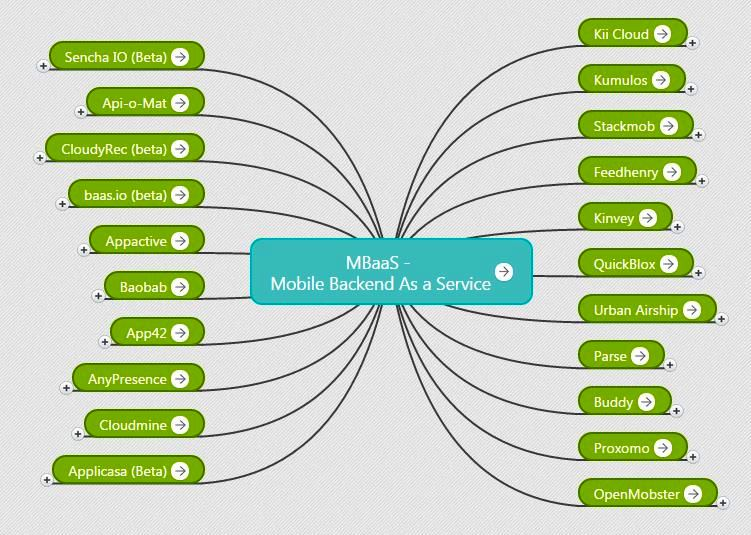 Sencha IO (Beta)
Api-o-Mat
CloudyRec (beta)
baas.io (beta)
Appactive
Baobab
App42
AnyPresence
Cloudmine
Applicasa (Beta)
MBaaS -
Mobile Backend As a Service
Kii Cloud
Kumulos
Stackmob
Feedhenry
Kinvey
QuickBlox
Urban Airship
Parse
Buddy
Proxomo
OpenMobster